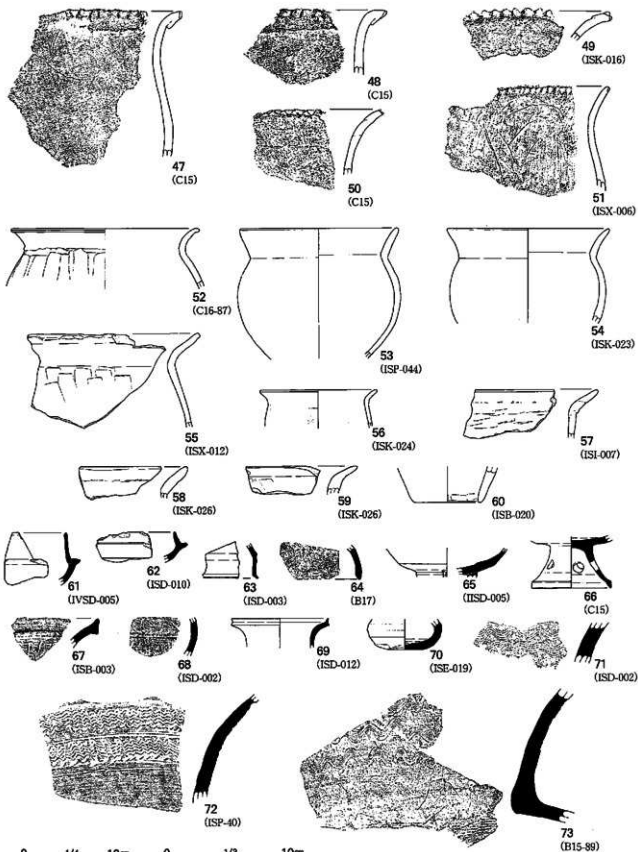 47
(C15)
48
(C15)
49
(ISK-016)
50
(C15)
51
(ISX-006)
52
(C16-87)
53
(ISP-044)
54
(ISK-023)
55
(ISX-012)
56
(ISK-024)
57
(ISI-007)
58
(ISK-026)
59
(ISK-026)
60
(ISB-020)
61
(IVSD-005)
62
(ISD-010)
63
(ISD-003)
64
(B17)
65
(IISD-005)
66
(C15)
67
(ISB-003)
68
(ISD-002)
69
(ISD-012)
70
(ISE-019)
71
(ISD-002)
72
(ISP-40)
73
(B15-89)